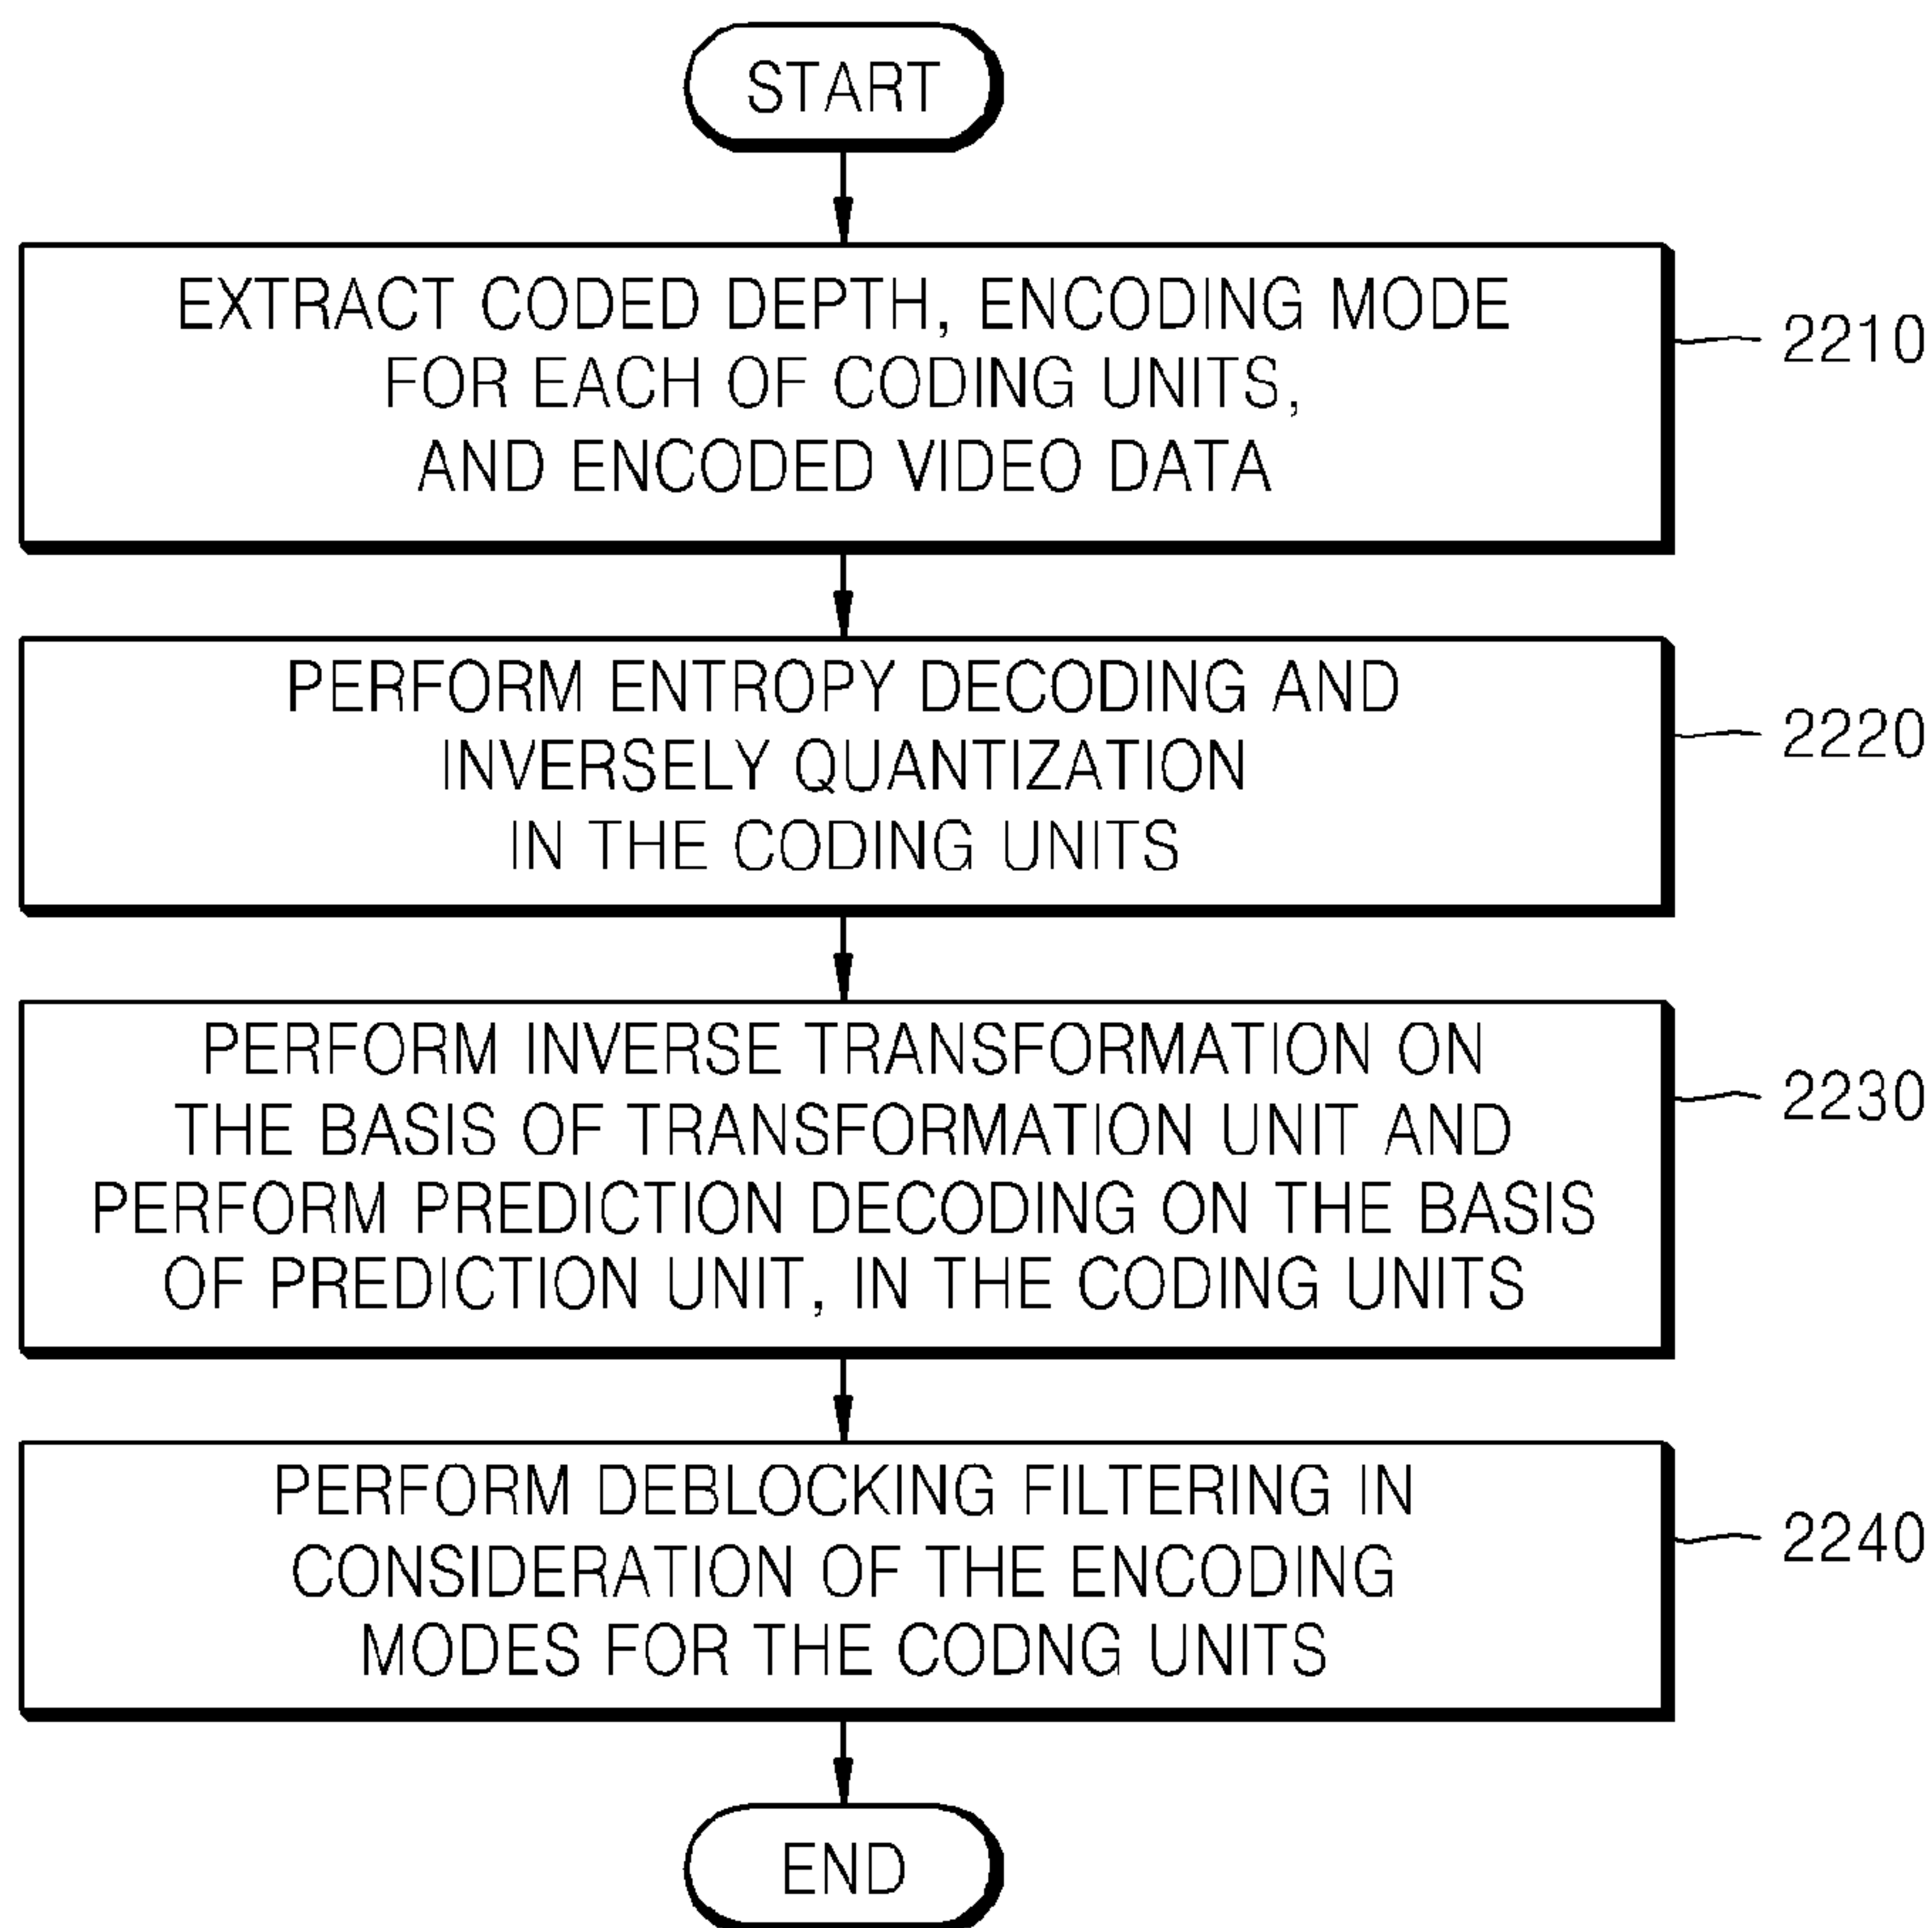 START
EXTRACT CODED DEPTH, ENCODING MODE
FOR EACH OF CODING UNITS,
AND ENCODED VIDEO DATA
2210
PERFORM ENTROPY DECODING AND
INVERSELY QUANTIZATION
IN THE CODING UNITS
2220
PERFORM INVERSE TRANSFORMATION ON
THE BASIS OF TRANSFORMATION UNIT AND
PERFORM PREDICTION DECODING ON THE BASIS
OF PREDICTION UNIT, IN THE CODING UNITS
2230
PERFORM DEBLOCKING FILTERING IN
CONSIDERATION OF THE ENCODING
MODES FOR THE CODNG UNITS
2240
END